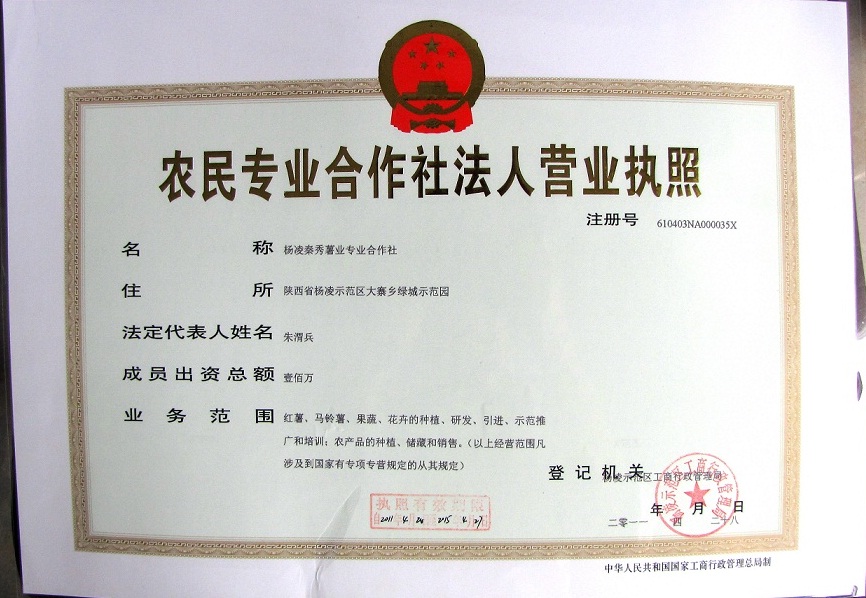 农民专业合作社法人营业执照
注册号 610403NA000035X
名称 杨凌秦秀薯业专业合作社
住所 陕西省杨凌示范区大寨乡绿城示范园
法定代表人姓名 朱渭兵
成员出资总额 壹佰万
业务范围 红薯、马铃薯、果蔬、花卉的种植、研发、引进、示范推
广和培训；农产品的种植、储藏和销售。（以上经营范围凡
涉及到国家有专项专营规定的从其规定）
登记机关 杨凌示范区工商行政管理局
年 月 日
二零一一 四 二十八
执照有效期限
2011 4. 28 2015 4. 27
中华人民共和国国家工商行政管理总局制